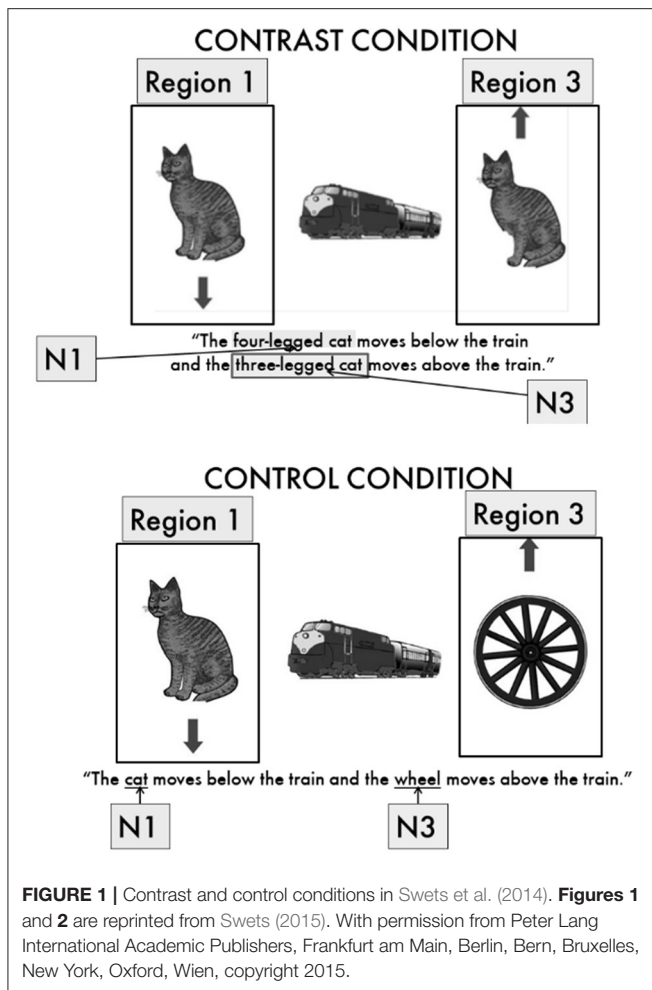 CONTRAST CONDITION
Region 1
Region 3
"The four-legged cat moves below the train
and the three-legged cat moves above the train."
N1
N3
CONTROL CONDITION
Region 1
Region 3
"The cat moves below the train and the wheel moves above the train."
N1
N3
FIGURE 1 | Contrast and control conditions in Swets et al. (2014). Figures 1
and 2 are reprinted from Swets (2015). With permission from Peter Lang
International Academic Publishers, Frankfurt am Main, Berlin, Bern, Bruxelles,
New York, Oxford, Wien, copyright 2015.